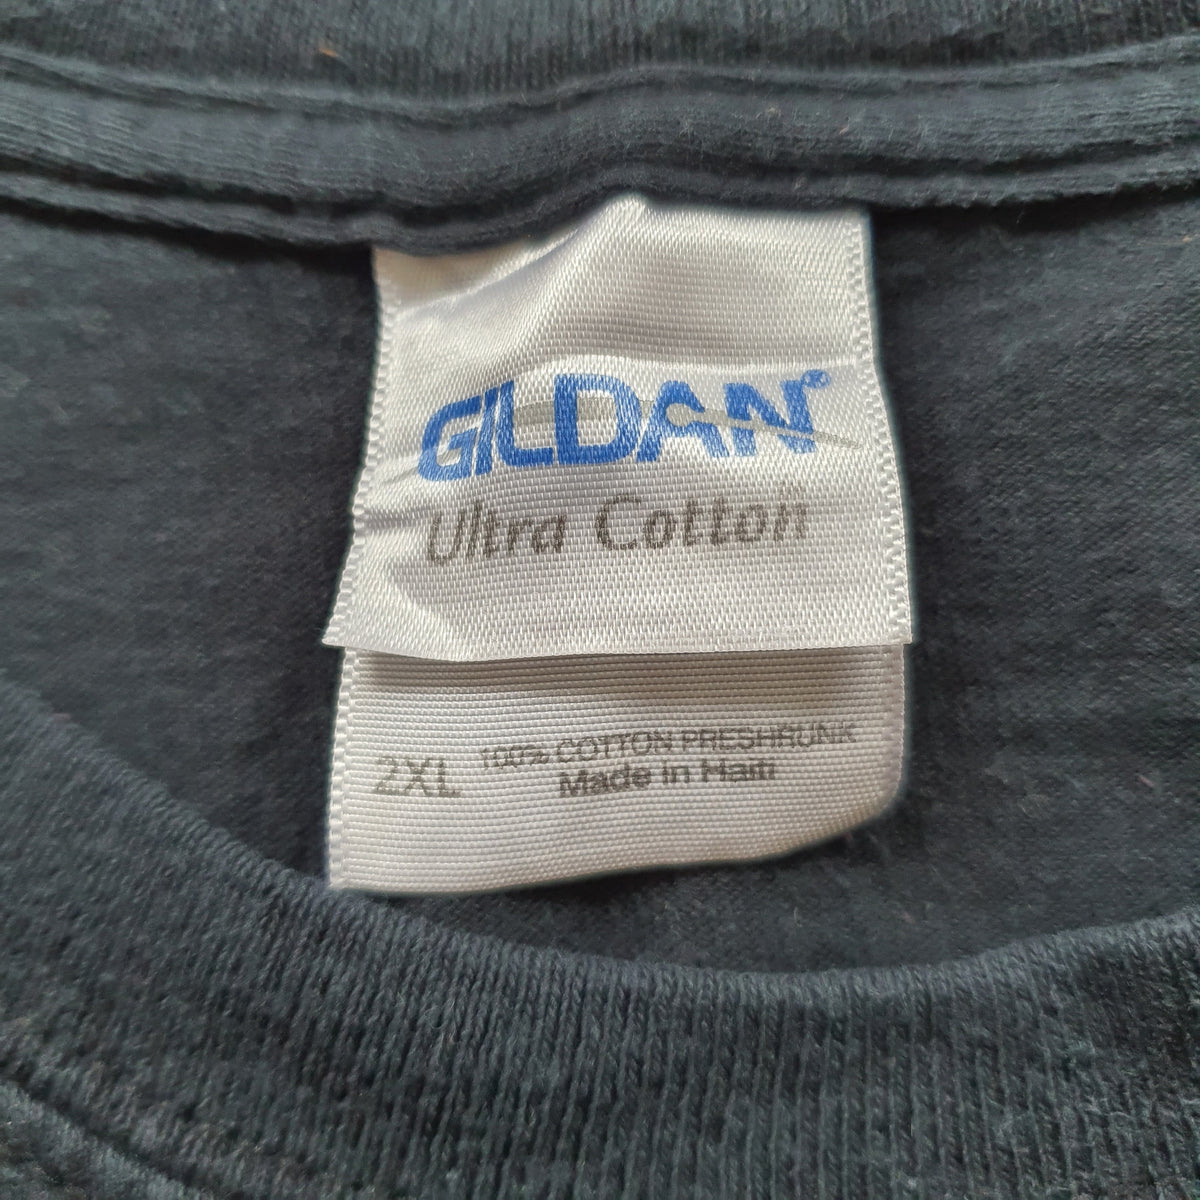 GILDAN®
Ultra Cotton
2XL 100% COTTON PRESHRUNK
Made in Haiti